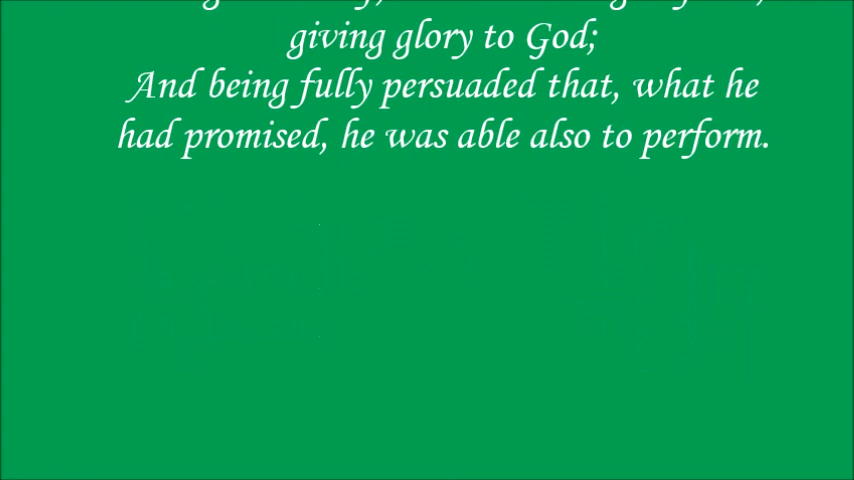 giving glory to God;
And being fully persuaded that, what he
had promised, he was able also to perform.